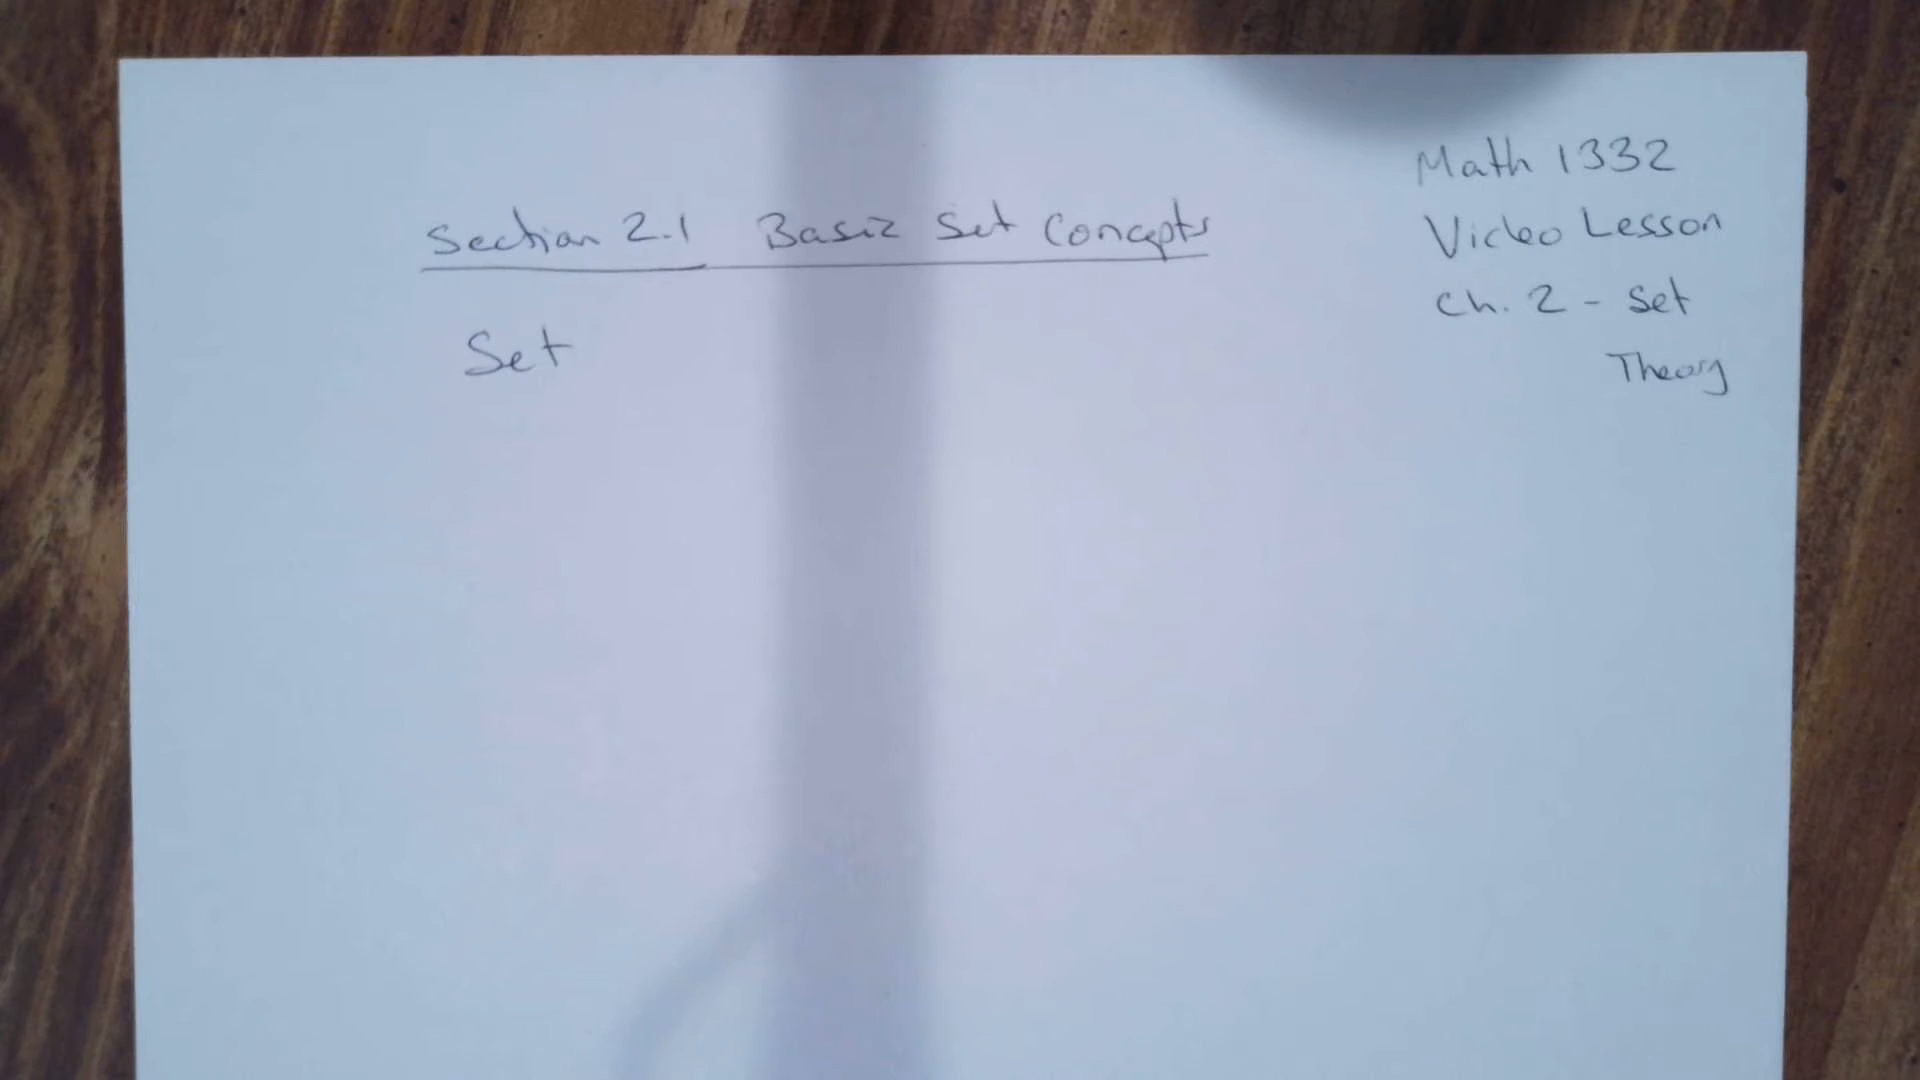 Math 1332
Video Lesson
Ch. 2 - Set
Theory
Section 2.1 Basic Set Concepts
Set